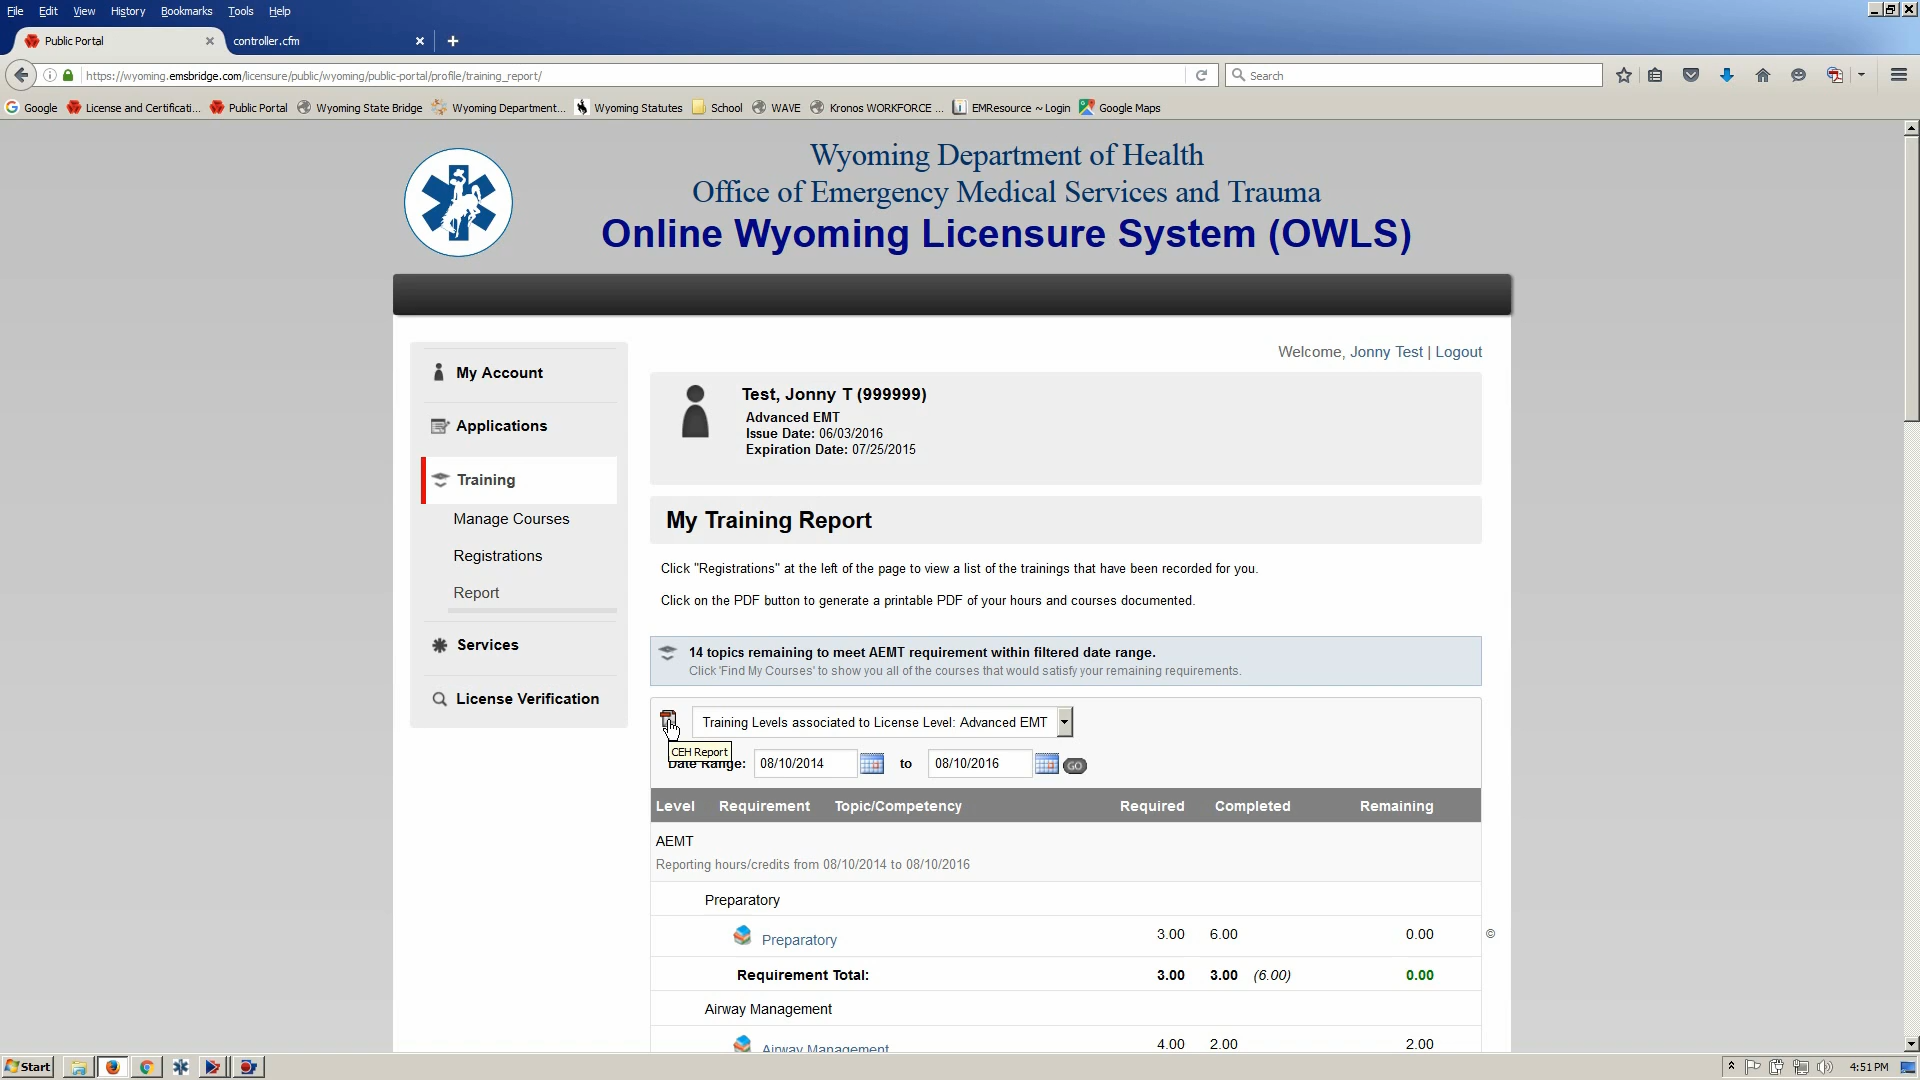 File Edit View History Bookmarks Tools Help
Public Portal
controller.cfm
https://wyoming.emsbridge.com/licensure/public/wyoming/public-portal/profile/training_report/
Search
Google License and Certificati... Public Portal Wyoming State Bridge Wyoming Department... Wyoming Statutes School WAVE Kronos WORKFORCE ... EMResource ~ Login Google Maps
Wyoming Department of Health
Office of Emergency Medical Services and Trauma
Online Wyoming Licensure System (OWLS)
Welcome, Jonny Test | Logout
My Account
Applications
Training
Manage Courses
Registrations
Report
Services
License Verification
Test, Jonny T (999999)
Advanced EMT
Issue Date: 06/03/2016
Expiration Date: 07/25/2015
My Training Report
Click "Registrations" at the left of the page to view a list of the trainings that have been recorded for you.
Click on the PDF button to generate a printable PDF of your hours and courses documented.
14 topics remaining to meet AEMT requirement within filtered date range.
Click 'Find My Courses' to show you all of the courses that would satisfy your remaining requirements.
Training Levels associated to License Level: Advanced EMT
CEH Report
Date Range: 08/10/2014 to 08/10/2016 GO
Level Requirement Topic/Competency Required Completed Remaining
AEMT
Reporting hours/credits from 08/10/2014 to 08/10/2016
Preparatory
Preparatory 3.00 6.00 0.00 ©
Requirement Total: 3.00 3.00 (6.00) 0.00
Airway Management
Airway Management 4.00 2.00 2.00
Start
4:51 PM